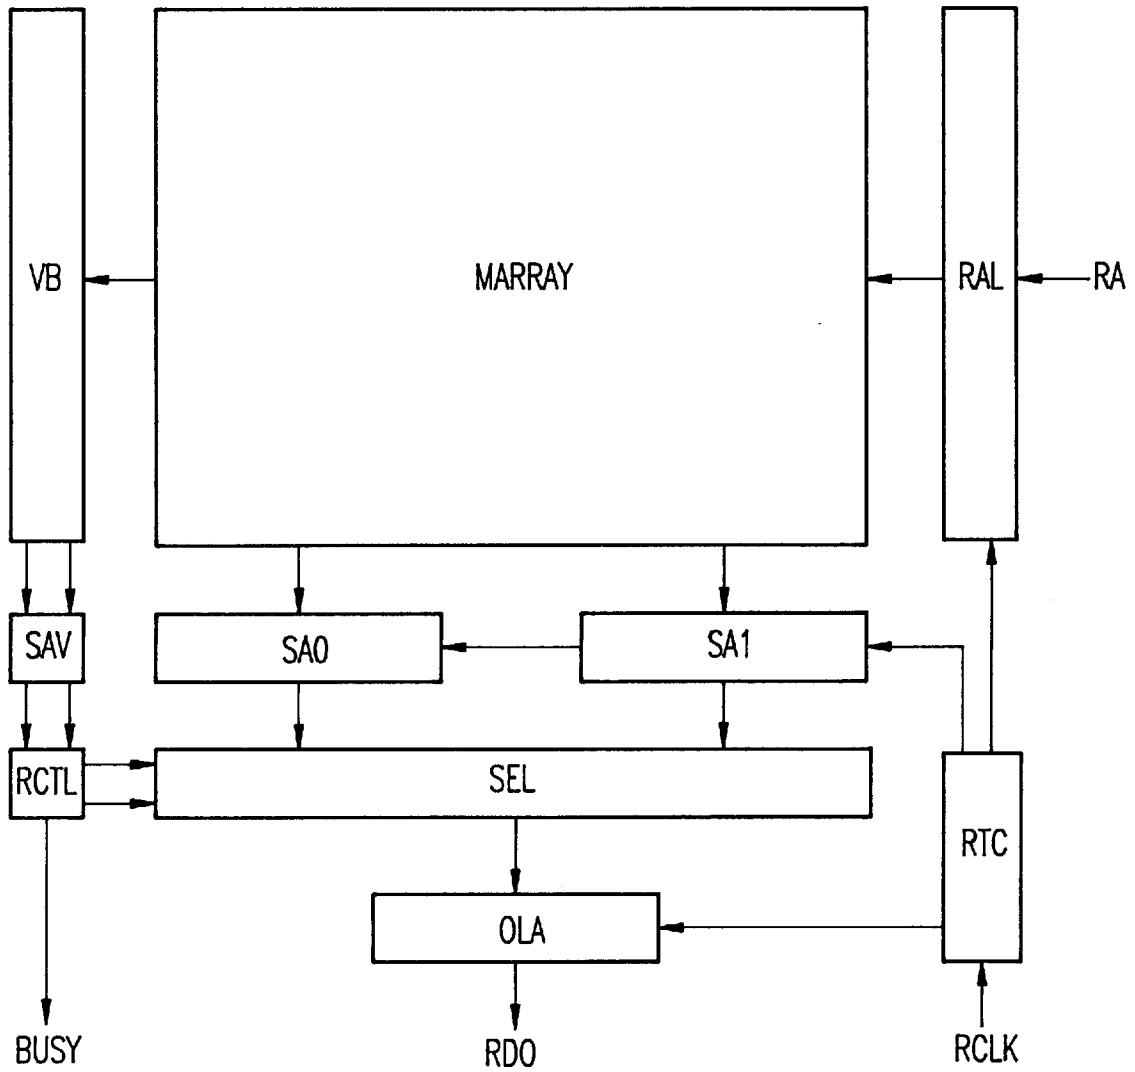 VB
MARRAY
RAL
RA
SAV
SA0
SA1
RCTL
SEL
RTC
OLA
BUSY
RDO
RCLK